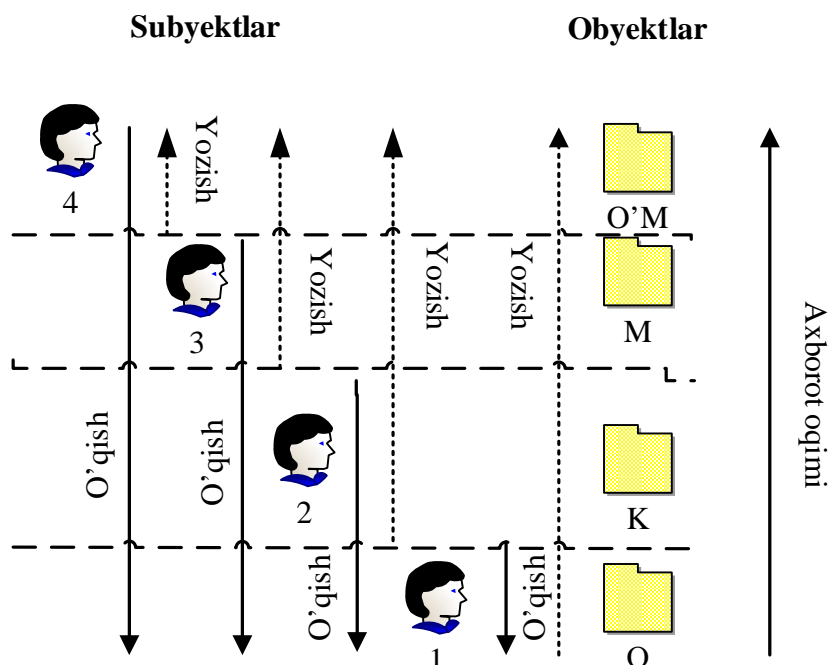 Subyektlar
Obyektlar
Yozish
4
O’M
Yozish
Yozish
Yozish
3
M
Axborot oqimi
O’qish
O’qish
2
K
O’qish
O’qish
1
O